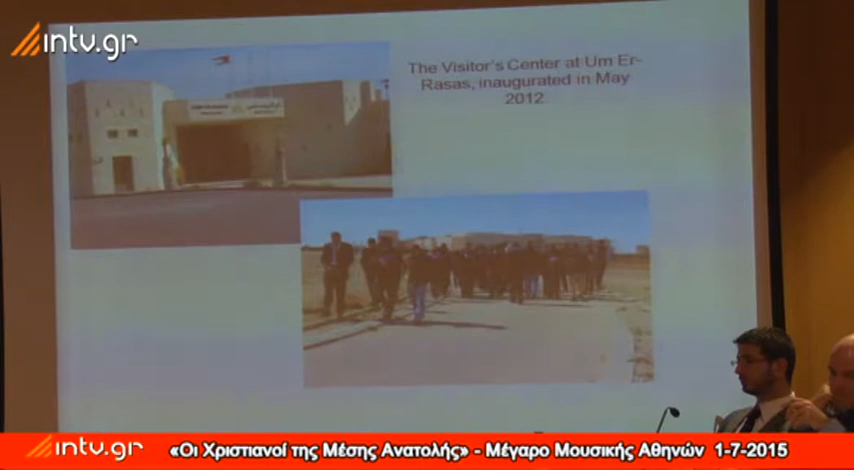 intv.gr
The Visitor's Center at Um Er-
Rasas, inaugurated in May
2012
intv.gr «Οι Χριστιανοί της Μέσης Ανατολής» - Μέγαρο Μουσικής Αθηνών 1-7-2015